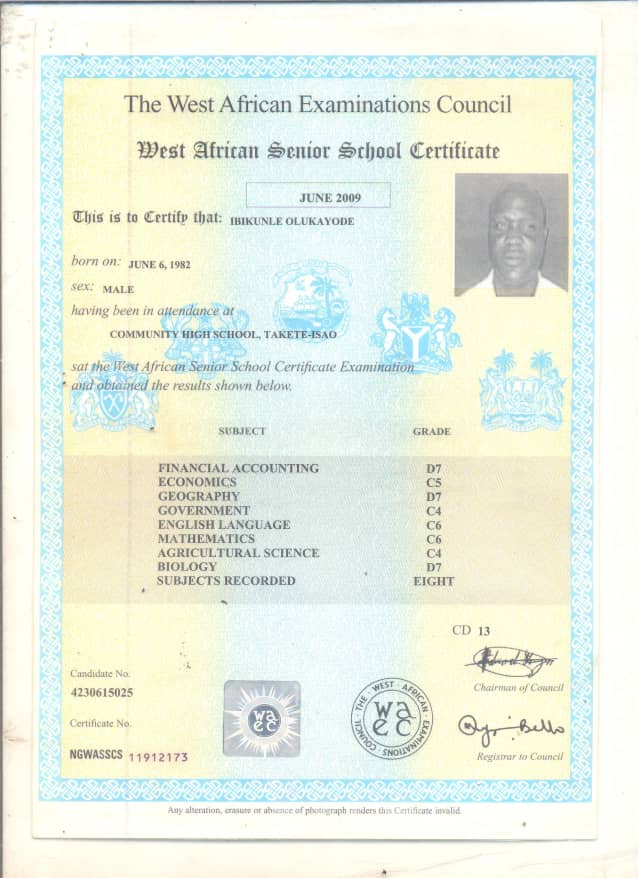 The West African Examinations Council
West African Senior School Certificate
JUNE 2009
This is to Certify that: IBIKUNLE OLUKAYODE
born on: JUNE 6, 1982
sex: MALE
having been in attendance at
COMMUNITY HIGH SCHOOL, TAKETE-ISAO
sat the West African Senior School Certificate Examination
and obtained the results shown below.
SUBJECT GRADE
FINANCIAL ACCOUNTING D7
ECONOMICS C5
GEOGRAPHY D7
GOVERNMENT C4
ENGLISH LANGUAGE C6
MATHEMATICS C6
AGRICULTURAL SCIENCE C4
BIOLOGY D7
SUBJECTS RECORDED EIGHT
CD 13
Chairman of Council
Candidate No.
4230615025
Certificate No.
NGWASSCS 11912173
waec
THE WEST AFRICAN EXAMINATIONS COUNCIL
waec
Bello
Registrar to Council
Any alteration, erasure or absence of photograph renders this Certificate invalid.